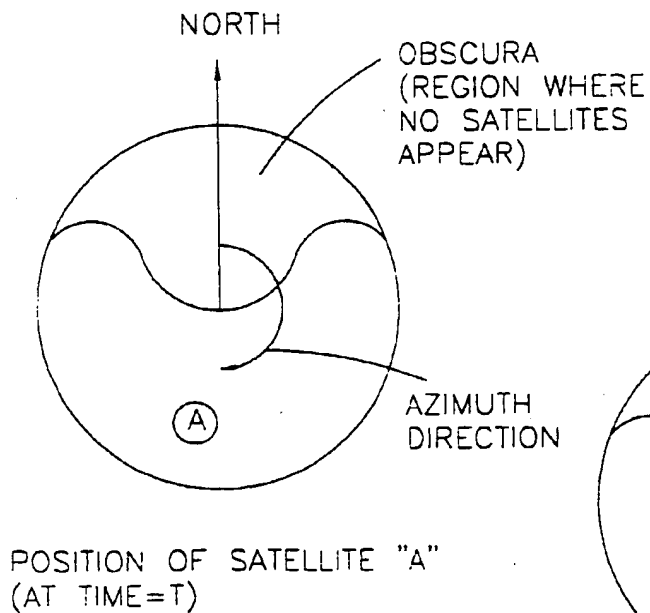 NORTH
OBSCURA
(REGION WHERE
NO SATELLITES
APPEAR)
A
AZIMUTH
DIRECTION
POSITION OF SATELLITE "A"
(AT TIME=T)